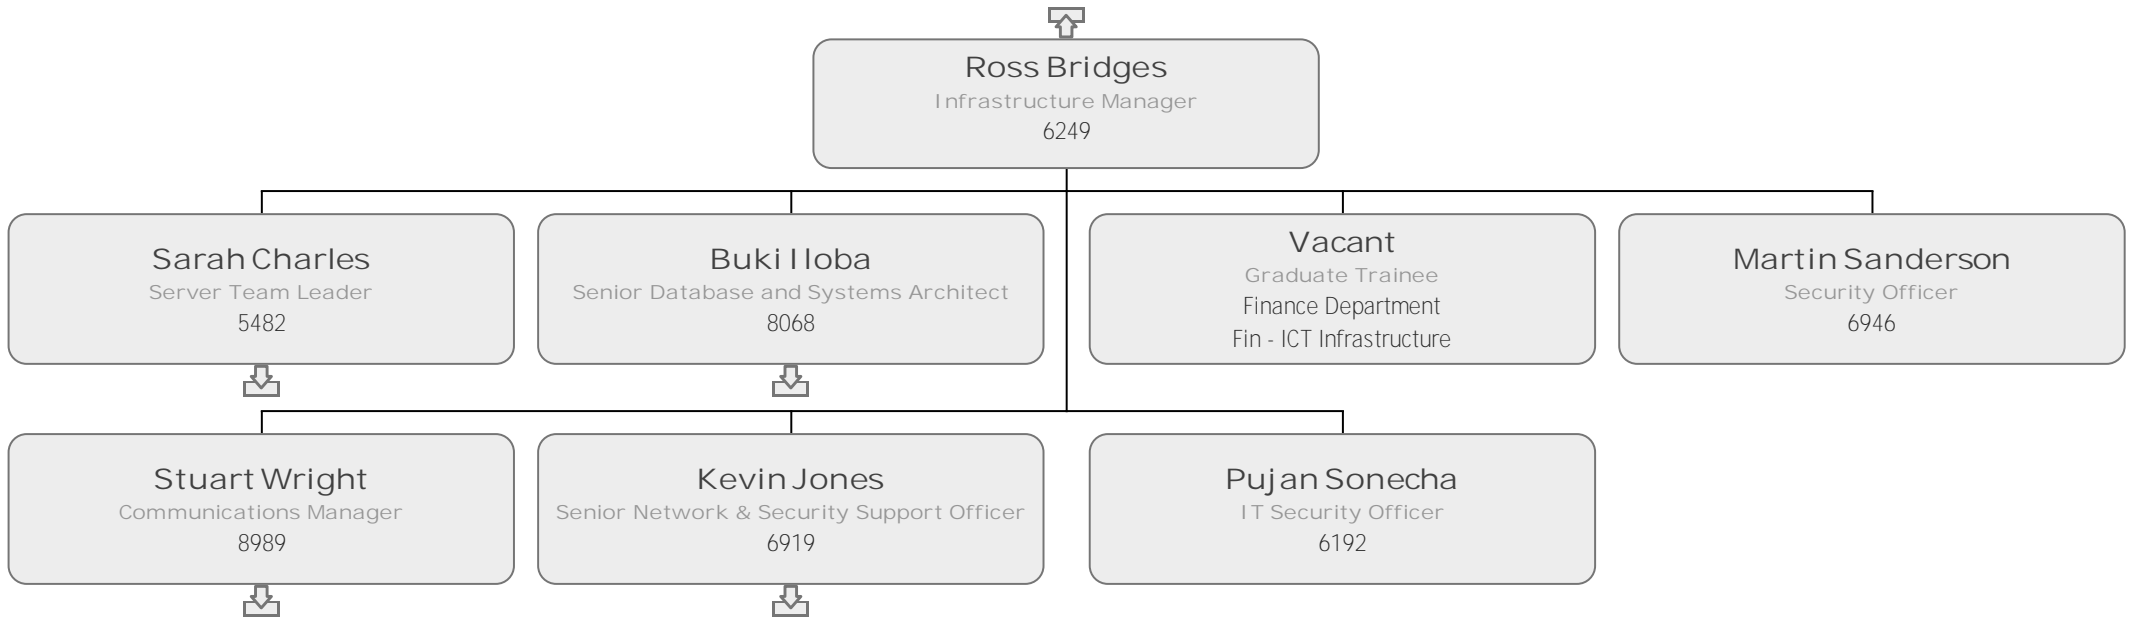 Ross Bridges
Infrastructure Manager
6249
Sarah Charles
Server Team Leader
5482
Buki Iloba
Senior Database and Systems Architect
8068
Vacant
Graduate Trainee
Finance Department
Fin - ICT Infrastructure
Martin Sanderson
Security Officer
6946
Stuart Wright
Communications Manager
8989
Kevin Jones
Senior Network & Security Support Officer
6919
Pujan Sonecha
IT Security Officer
6192